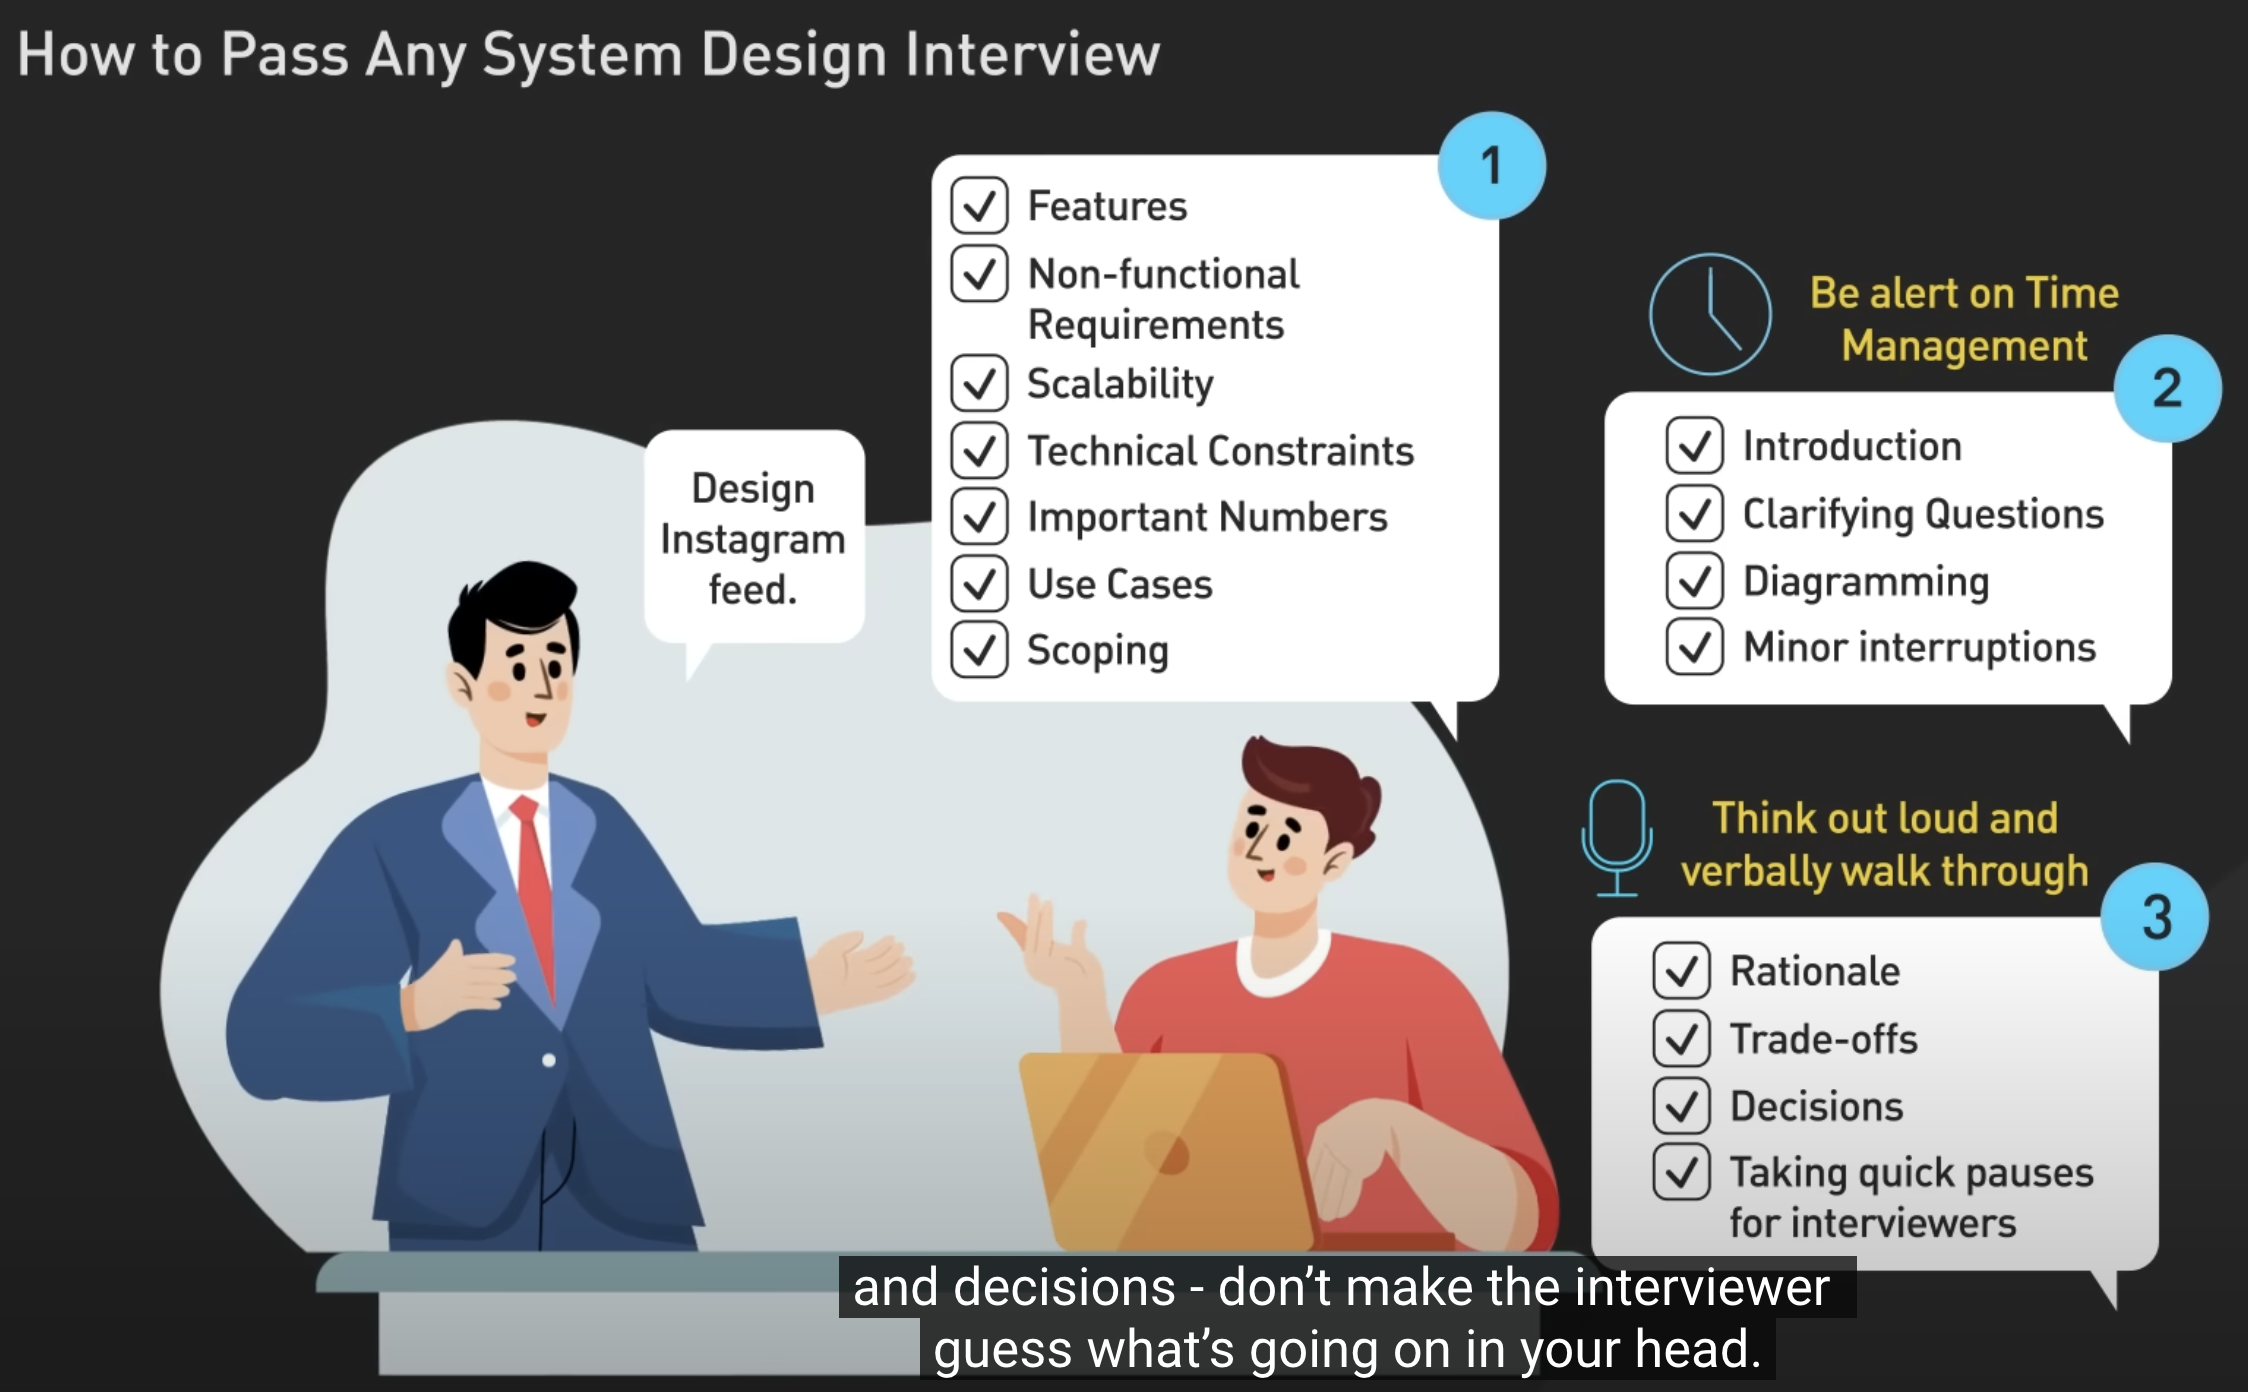 How to Pass Any System Design Interview
Design
Instagram
feed.
1
Features
Non-functional
Requirements
Scalability
Technical Constraints
Important Numbers
Use Cases
Scoping
Be alert on Time
Management
2
Introduction
Clarifying Questions
Diagramming
Minor interruptions
Think out loud and
verbally walk through
3
Rationale
Trade-offs
Decisions
Taking quick pauses
for interviewers
and decisions - don’t make the interviewer
guess what’s going on in your head.